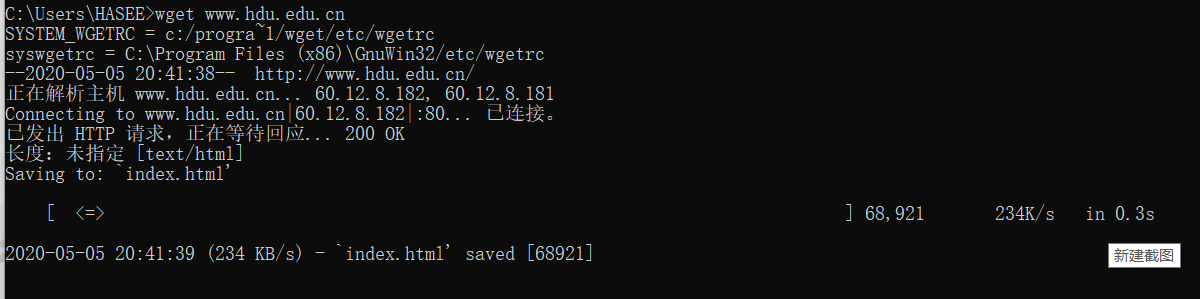 C:\Users\HASEE>wget www.hdu.edu.cn
SYSTEM_WGETRC = c:/progra~1/wget/etc/wgetrc
syswgetrc = C:\Program Files (x86)\GnuWin32/etc/wgetrc
--2020-05-05 20:41:38--  http://www.hdu.edu.cn/
正在解析主机 www.hdu.edu.cn... 60.12.8.182, 60.12.8.181
Connecting to www.hdu.edu.cn|60.12.8.182|:80... 已连接。
已发出 HTTP 请求，正在等待回应... 200 OK
长度：未指定 [text/html]
Saving to: `index.html'
[ <=> ] 68,921 234K/s in 0.3s
2020-05-05 20:41:39 (234 KB/s) - `index.html' saved [68921]
新建截图